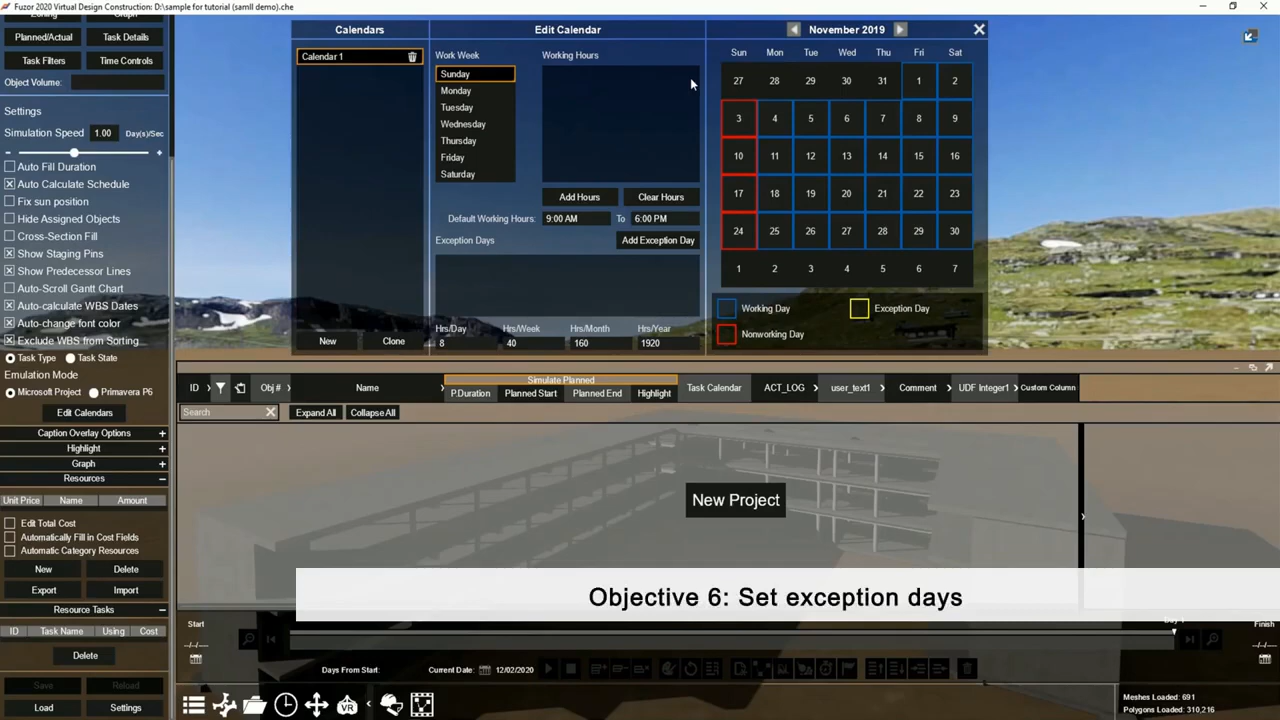 Fuzor 2020 Virtual Design Construction: D:\sample for tutorial (samll demo).che
Zoning Graph
Planned/Actual Task Details
Task Filters Time Controls
Object Volume:
Settings
Simulation Speed 1.00 Day(s)/Sec
- +
Auto Fill Duration
Auto Calculate Schedule
Fix sun position
Hide Assigned Objects
Cross-Section Fill
Show Staging Pins
Show Predecessor Lines
Auto-Scroll Gantt Chart
Auto-calculate WBS Dates
Auto-change font color
Exclude WBS from Sorting
Task Type Task State
Emulation Mode
Microsoft Project Primavera P6
Edit Calendars
Caption Overlay Options +
Highlight +
Graph +
Resources -
Unit Price Name Amount
Edit Total Cost
Automatically Fill in Cost Fields
Automatic Category Resources
New Delete
Export Import
Resource Tasks -
ID Task Name Using Cost
Delete
Save Reload
Load Settings
Calendars
Calendar 1
New Clone
Edit Calendar
Work Week Working Hours
Sunday
Monday
Tuesday
Wednesday
Thursday
Friday
Saturday
Add Hours Clear Hours
Default Working Hours: 9:00 AM To 6:00 PM
Exception Days Add Exception Day
Hrs/Day Hrs/Week Hrs/Month Hrs/Year
8 40 160 1920
November 2019
Sun Mon Tue Wed Thu Fri Sat
27 28 29 30 31 1 2
3 4 5 6 7 8 9
10 11 12 13 14 15 16
17 18 19 20 21 22 23
24 25 26 27 28 29 30
1 2 3 4 5 6 7
Working Day Exception Day
Nonworking Day
ID Obj # Name Simulate Planned Task Calendar ACT_LOG user_text1 Comment UDF Integer1 Custom Column
P.Duration Planned Start Planned End Highlight
Search Expand All Collapse All
New Project
Objective 6: Set exception days
Start Day 1 Finish
-/-/- -/-/-
Days From Start: Current Date: 12/02/2020
VR
Meshes Loaded: 691
Polygons Loaded: 310,216